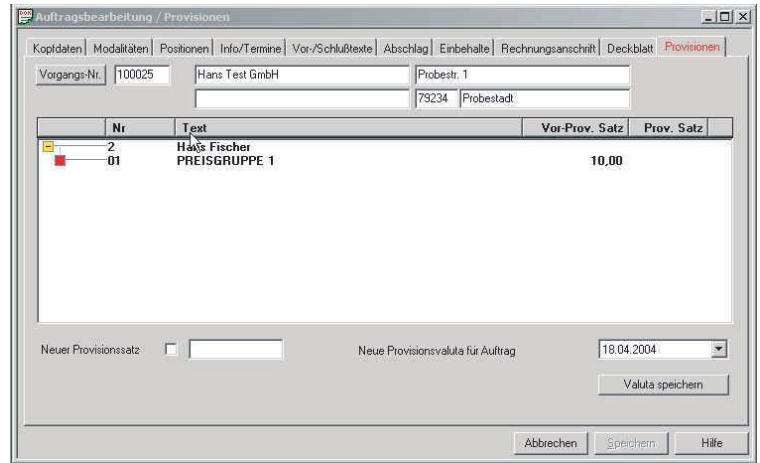 Auftragsbearbeitung / Provisionen
Kopfdaten Modalitäten Positionen Info/Termine Vor-/Schlußtexte Abschlag Einbehalte Rechnungsanschrift Deckblatt Provisionen
Vorgangs-Nr. 100025 Hans Test GmbH Probestr. 1
79234 Probestadt
Nr Text Vor-Prov. Satz Prov. Satz
2 Hans Fischer
01 PREISGRUPPE 1 10,00
Neuer Provisionssatz Neue Provisionsvaluta für Auftrag 18.04.2004
Valuta speichern
Abbrechen Speichern Hilfe